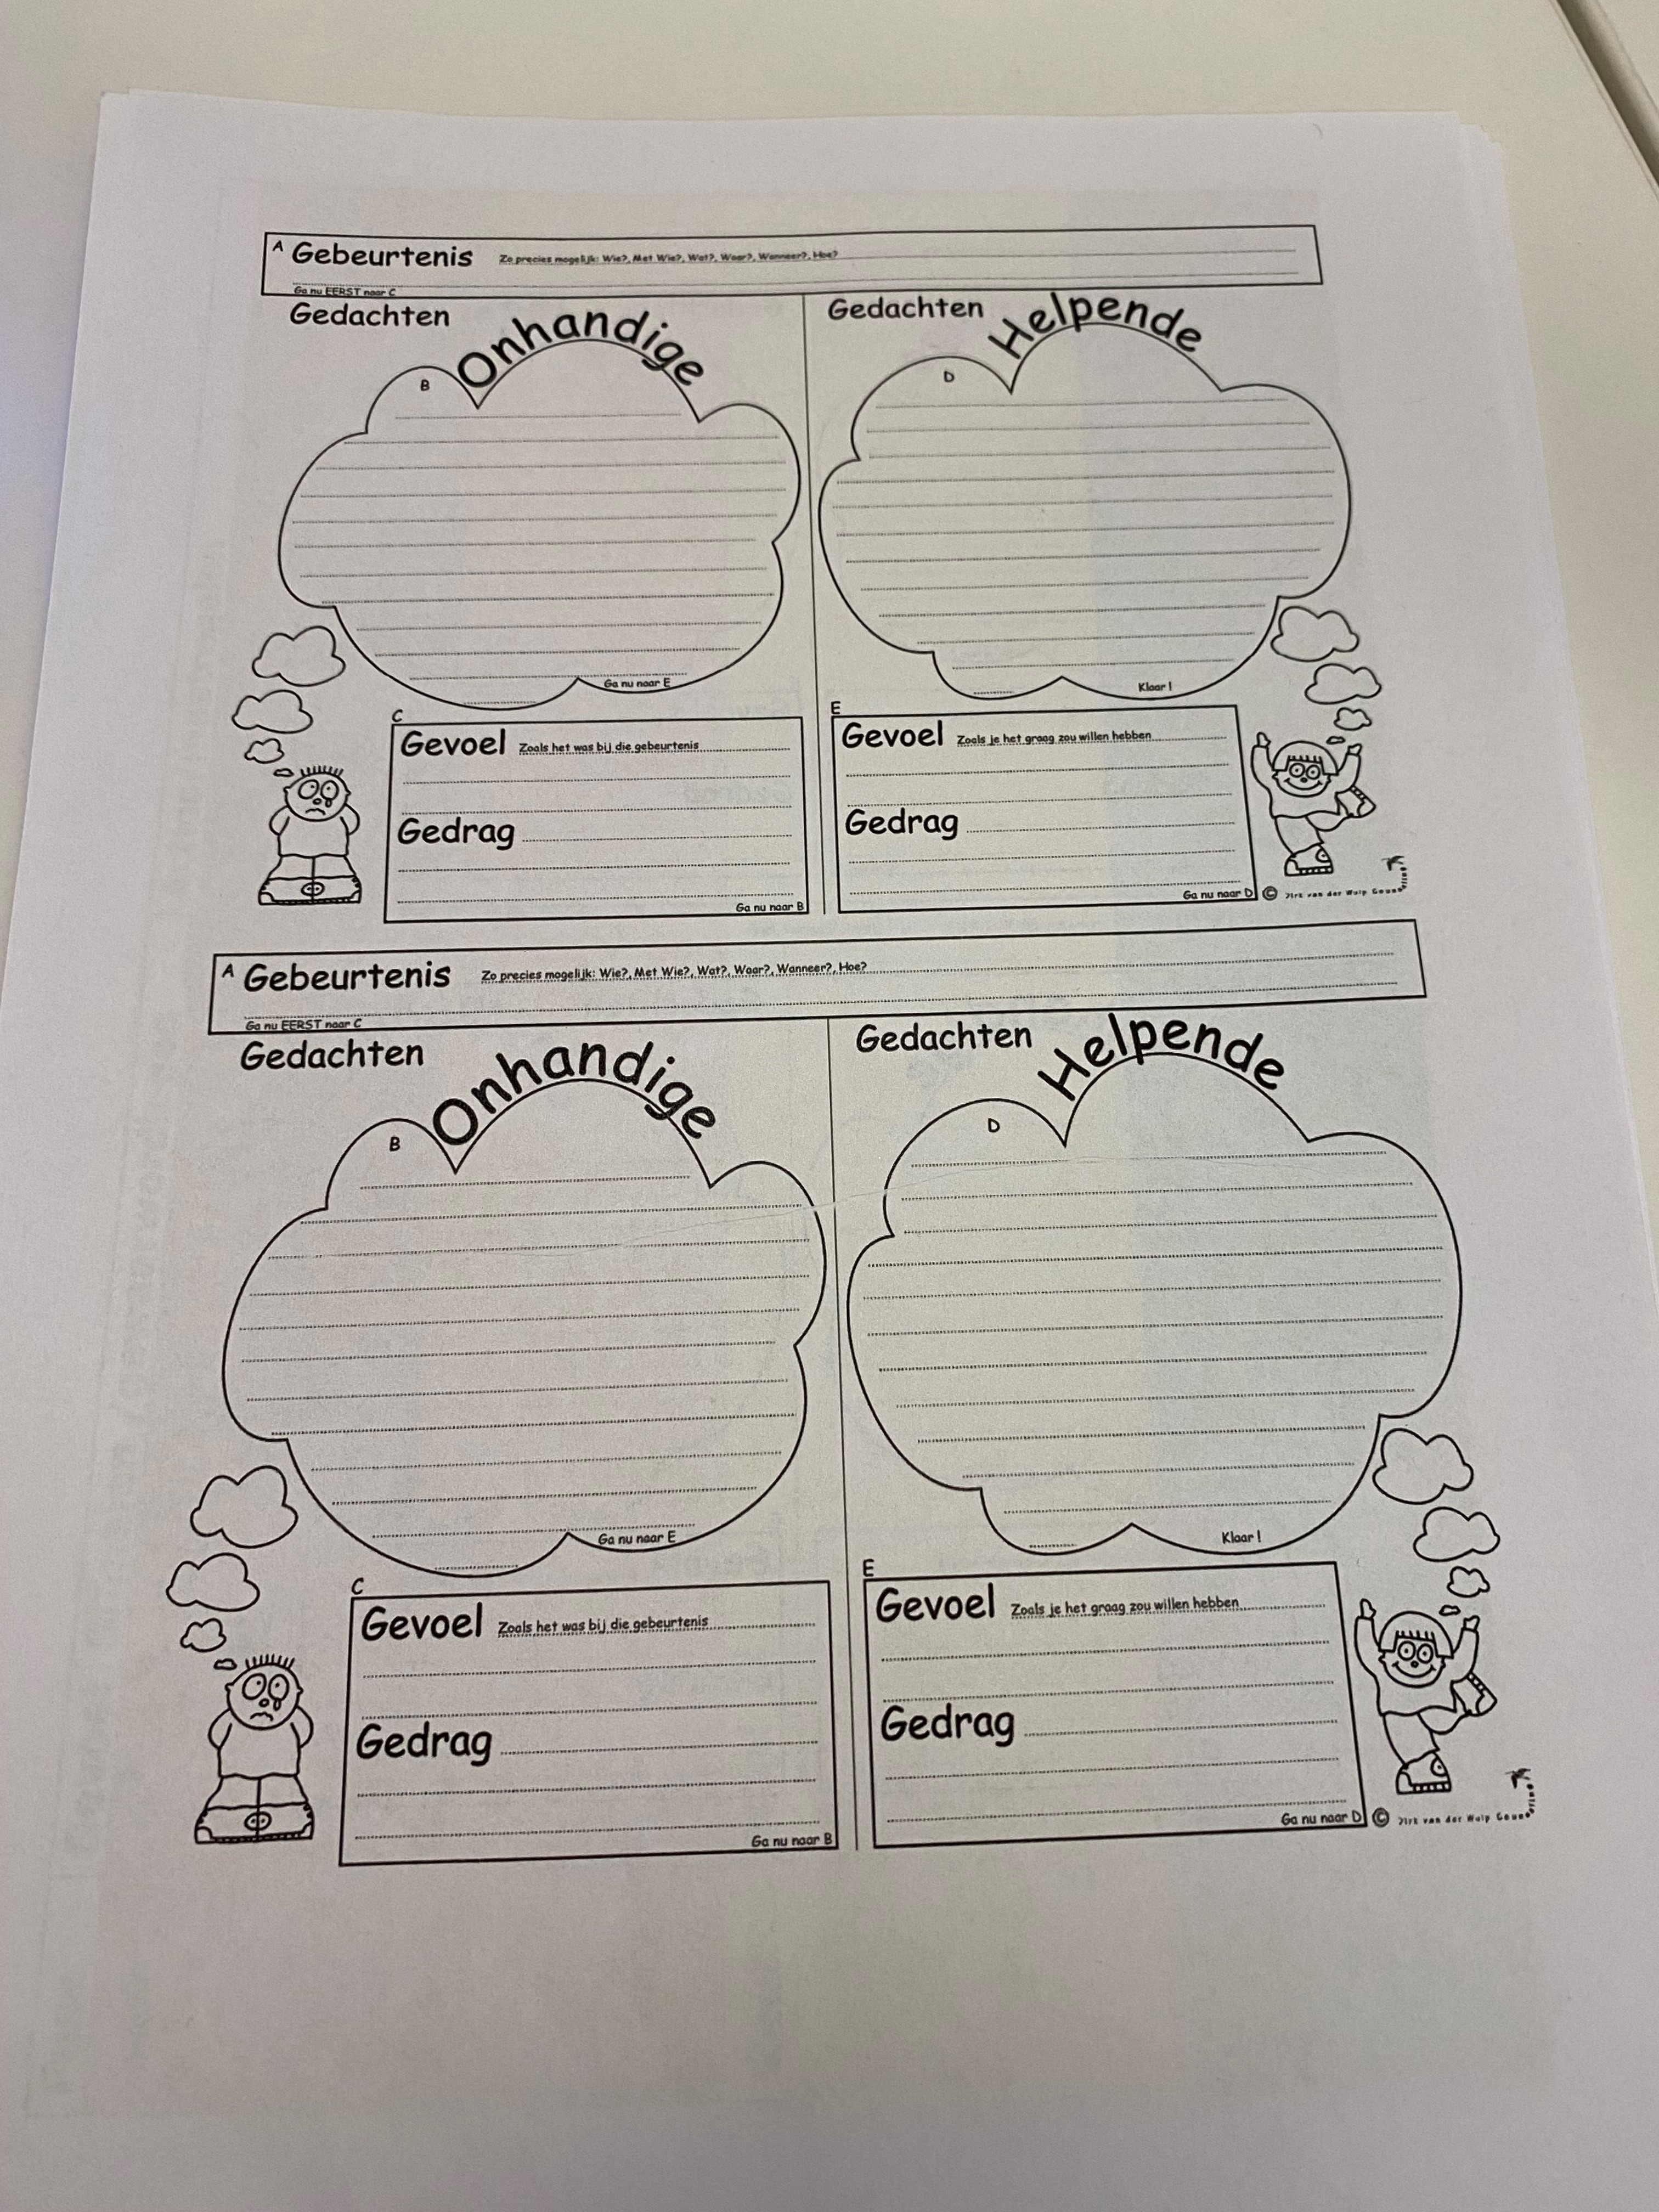 A Gebeurtenis Zo precies mogelijk: Wie?, Met Wie?, Wat?, Waar?, Wanneer?, Hoe?
Ga nu EERST naar C
Gedachten Onhandige
B
Ga nu naar E
Gedachten Helpende
D
Klaar !
C
Gevoel Zoals het was bij die gebeurtenis
Gedrag
Ga nu naar B
E
Gevoel Zoals je het graag zou willen hebben
Gedrag
Ga nu naar D
© Dirk van der Wulp
A Gebeurtenis Zo precies mogelijk: Wie?, Met Wie?, Wat?, Waar?, Wanneer?, Hoe?
Ga nu EERST naar C
Gedachten Onhandige
B
Ga nu naar E
Gedachten Helpende
D
Klaar !
C
Gevoel Zoals het was bij die gebeurtenis
Gedrag
Ga nu naar B
E
Gevoel Zoals je het graag zou willen hebben
Gedrag
Ga nu naar D
© Dirk van der Wulp